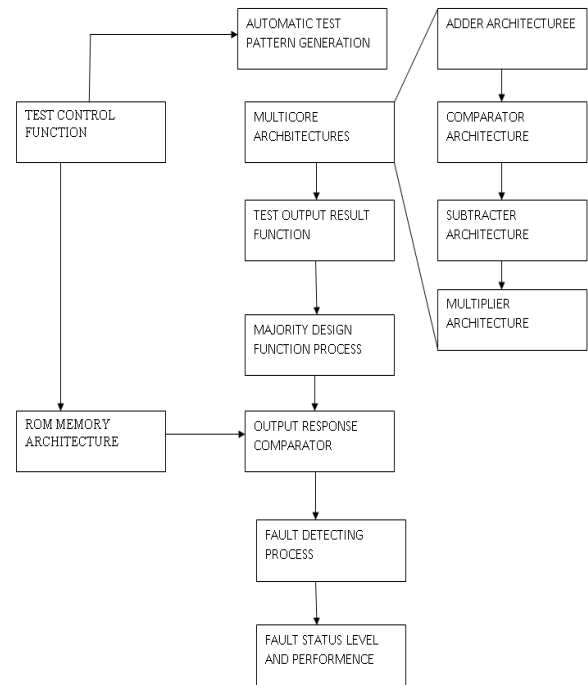 AUTOMATIC TEST
PATTERN GENERATION
ADDER ARCHITECTUREE
TEST CONTROL
FUNCTION
MULTICORE
ARCHBITECTURES
COMPARATOR
ARCHITECTURE
TEST OUTPUT RESULT
FUNCTION
SUBTRACTER
ARCHITECTURE
MULTIPLIER
ARCHITECTURE
MAJORITY DESIGN
FUNCTION PROCESS
ROM MEMORY
ARCHITECTURE
OUTPUT RESPONSE
COMPARATOR
FAULT DETECTING
PROCESS
FAULT STATUS LEVEL
AND PERFORMENCE